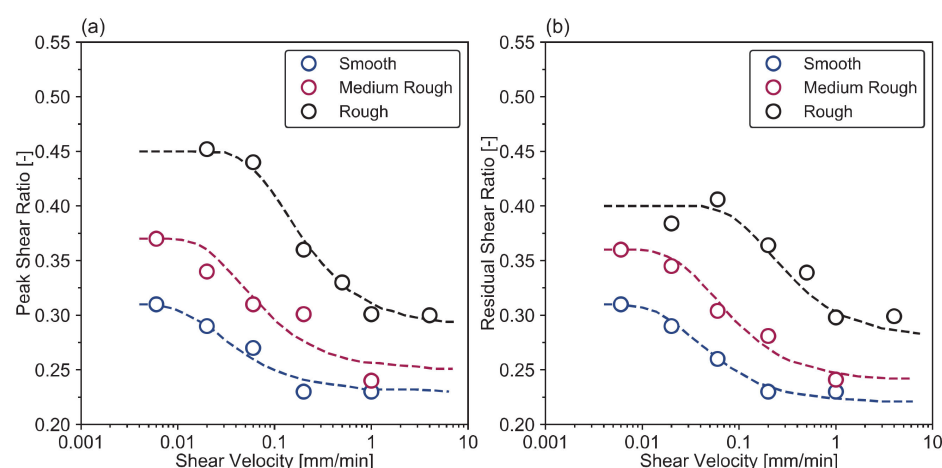 (a)
0.55
0.50
0.45
0.40
0.35
0.30
0.25
0.20
Peak Shear Ratio [-]
Smooth
Medium Rough
Rough
0.001
0.01
0.1
1
10
Shear Velocity [mm/min]
(b)
0.55
0.50
0.45
0.40
0.35
0.30
0.25
0.20
Residual Shear Ratio [-]
Smooth
Medium Rough
Rough
0.001
0.01
0.1
1
10
Shear Velocity [mm/min]